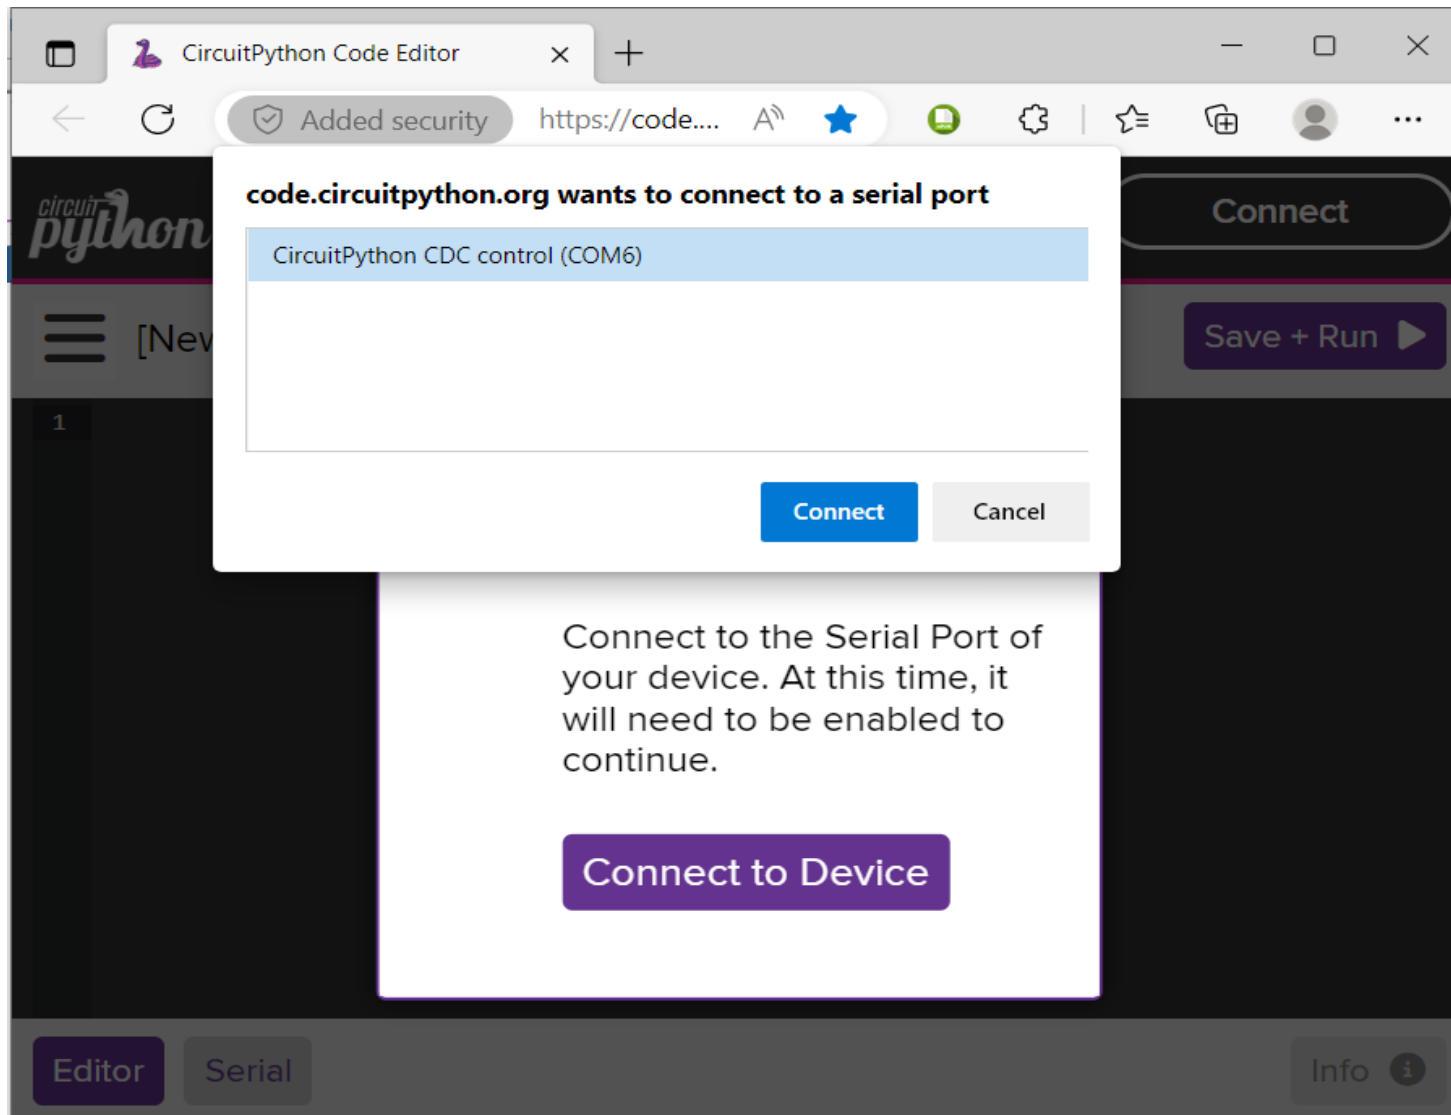 CircuitPython Code Editor
Added security https://code....
code.circuitpython.org wants to connect to a serial port
circuit
python
Connect
CircuitPython CDC control (COM6)
[New
Save + Run
1
Connect Cancel
Connect to the Serial Port of
your device. At this time, it
will need to be enabled to
continue.
Connect to Device
Editor Serial Info